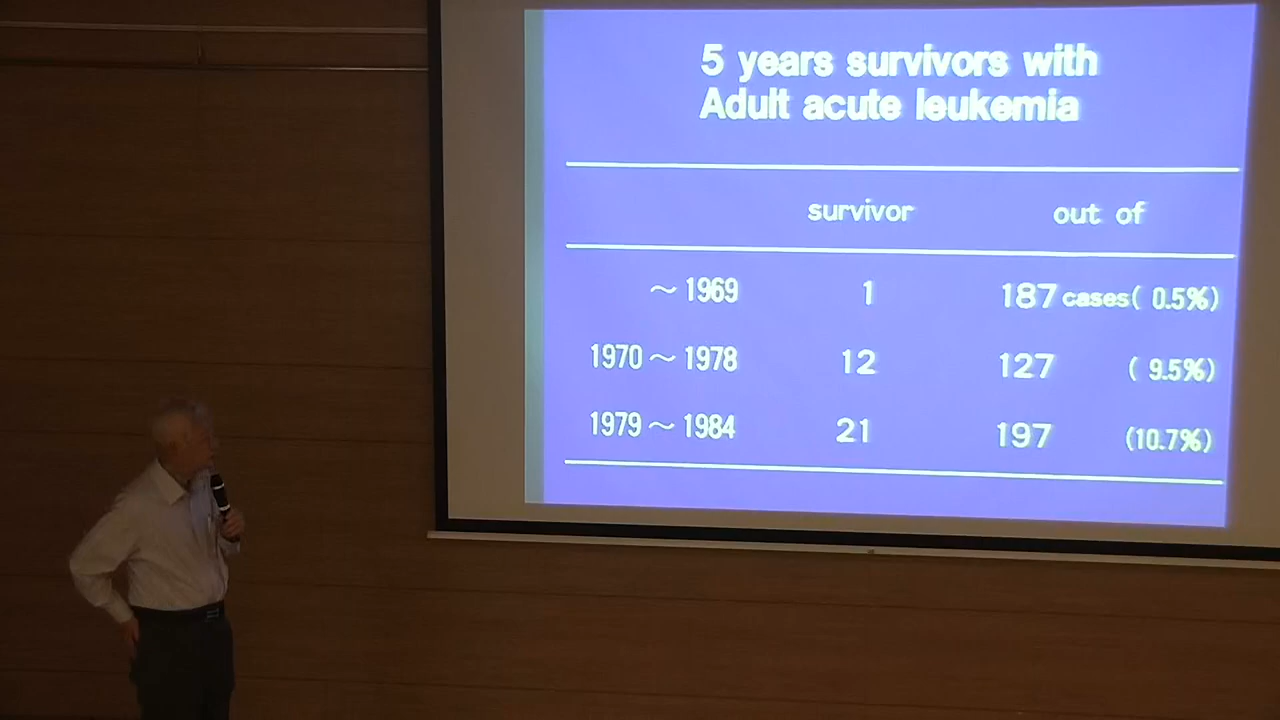 5 years survivors with
Adult acute leukemia
survivor out of
～1969 1 187 cases( 0.5%)
1970～1978 12 127 ( 9.5%)
1979～1984 21 197 (10.7%)